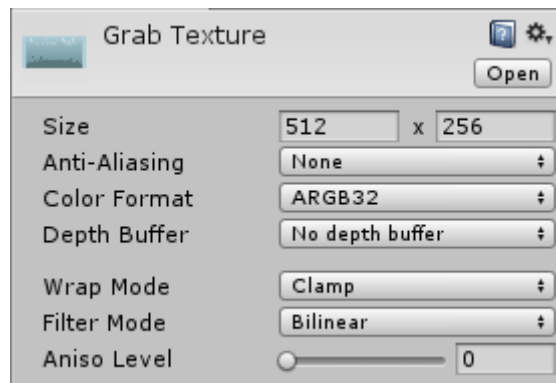 Grab Texture
Open
Size 512 x 256
Anti-Aliasing None
Color Format ARGB32
Depth Buffer No depth buffer
Wrap Mode Clamp
Filter Mode Bilinear
Aniso Level 0